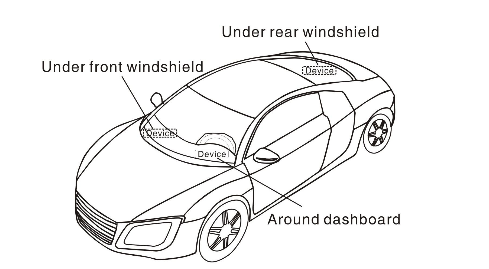 Under rear windshield
Under front windshield
Device
Device
Device
Around dashboard